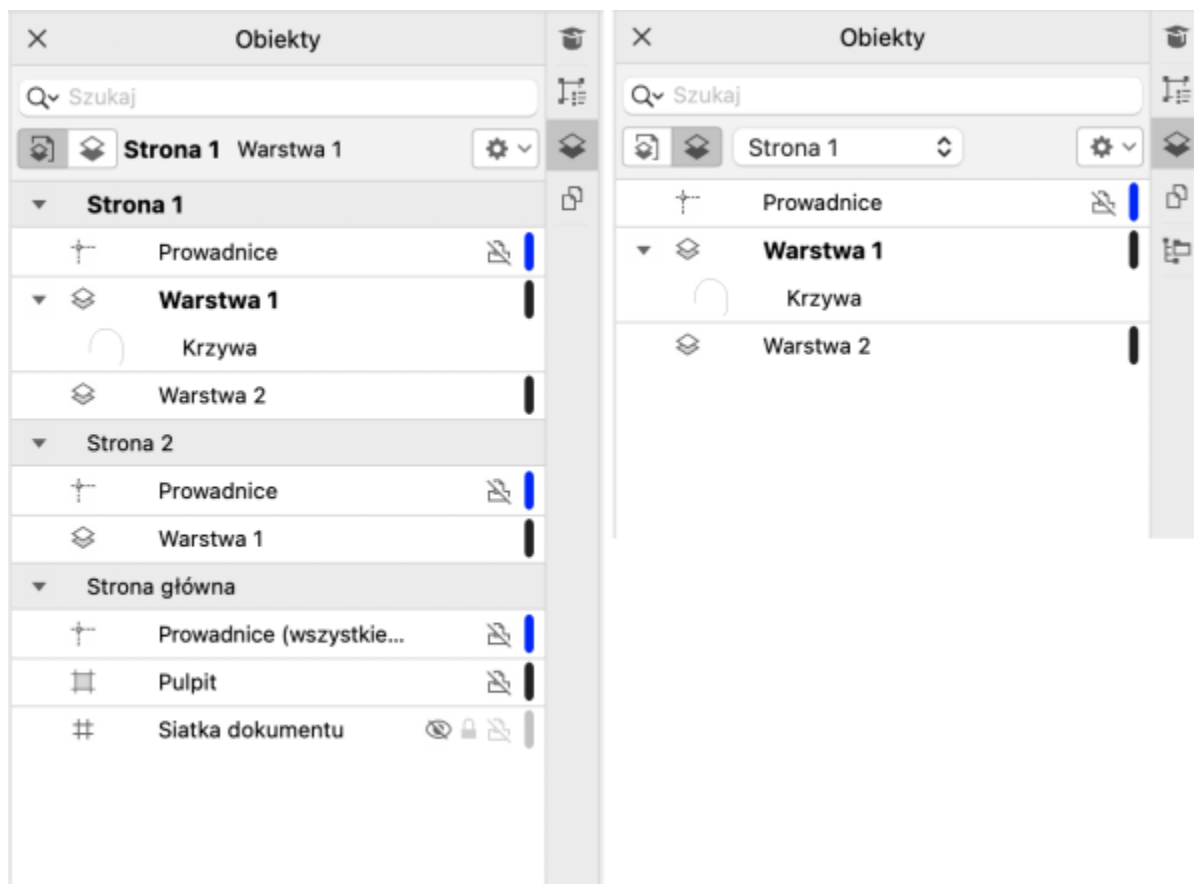 Obiekty
Szukaj
Strona 1 Warstwa 1
Strona 1
Prowadnice
Warstwa 1
Krzywa
Warstwa 2
Strona 2
Prowadnice
Warstwa 1
Strona główna
Prowadnice (wszystkie...
Pulpit
Siatka dokumentu
Obiekty
Szukaj
Strona 1
Prowadnice
Warstwa 1
Krzywa
Warstwa 2